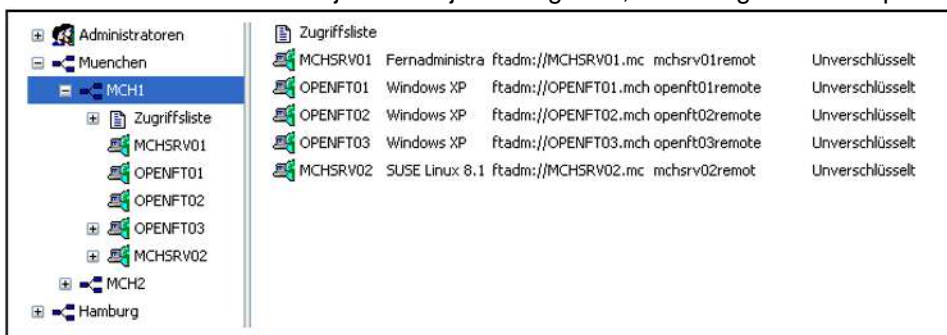 Administratoren
Muenchen
MCH1
Zugriffsliste
MCHSRV01
OPENFT01
OPENFT02
OPENFT03
MCHSRV02
MCH2
Hamburg
Zugriffsliste
MCHSRV01 Fernadministra ftadm://MCHSRV01.mc mchsrv01remot Unverschlüsselt
OPENFT01 Windows XP ftadm://OPENFT01.mch openft01remote Unverschlüsselt
OPENFT02 Windows XP ftadm://OPENFT02.mch openft02remote Unverschlüsselt
OPENFT03 Windows XP ftadm://OPENFT03.mch openft03remote Unverschlüsselt
MCHSRV02 SUSE Linux 8.1 ftadm://MCHSRV02.mc mchsrv02remot Unverschlüsselt